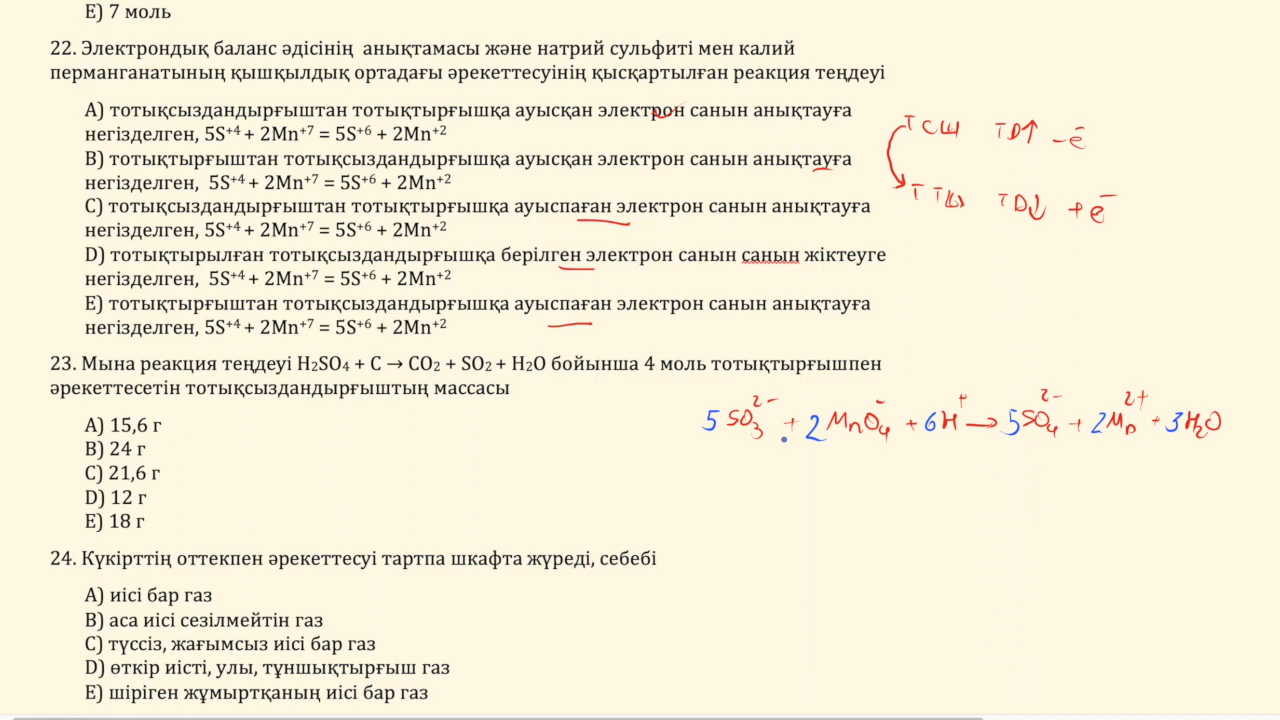 E) 7 моль
22. Электрондық баланс әдісінің анықтамасы және натрий сульфиті мен калий
перманганатының қышқылдық ортадағы әрекеттесуінің қысқартылған реакция теңдеуі
A) тотықсыздандырғыштан тотықтырғышқа ауысқан электрон санын анықтауға
негізделген, 5S⁺⁴ + 2Mn⁺⁷ = 5S⁺⁶ + 2Mn⁺²
B) тотықтырғыштан тотықсыздандырғышқа ауысқан электрон санын анықтауға
негізделген, 5S⁺⁴ + 2Mn⁺⁷ = 5S⁺⁶ + 2Mn⁺²
C) тотықсыздандырғыштан тотықтырғышқа ауыспаған электрон санын анықтауға
негізделген, 5S⁺⁴ + 2Mn⁺⁷ = 5S⁺⁶ + 2Mn⁺²
D) тотықтырылған тотықсыздандырғышқа берілген электрон санын санын жіктеуге
негізделген, 5S⁺⁴ + 2Mn⁺⁷ = 5S⁺⁶ + 2Mn⁺²
E) тотықтырғыштан тотықсыздандырғышқа ауыспаған электрон санын анықтауға
негізделген, 5S⁺⁴ + 2Mn⁺⁷ = 5S⁺⁶ + 2Mn⁺²
ТСШ TD↑ -ē
ТТШ TD↓ +ē
23. Мына реакция теңдеуі H₂SO₄ + C → CO₂ + SO₂ + H₂O бойынша 4 моль тотықтырғышпен
әрекеттесетін тотықсыздандырғыштың массасы
A) 15,6 г
B) 24 г
C) 21,6 г
D) 12 г
E) 18 г
5SO₃²⁻ + 2MnO₄⁻ + 6H⁺ → 5SO₄²⁻ + 2Mn²⁺ + 3H₂O
24. Күкірттің оттекпен әрекеттесуі тартпа шкафта жүреді, себебі
A) иісі бар газ
B) аса иісі сезілмейтін газ
C) түссіз, жағымсыз иісі бар газ
D) өткір иісті, улы, тұншықтырғыш газ
E) шіріген жұмыртқаның иісі бар газ